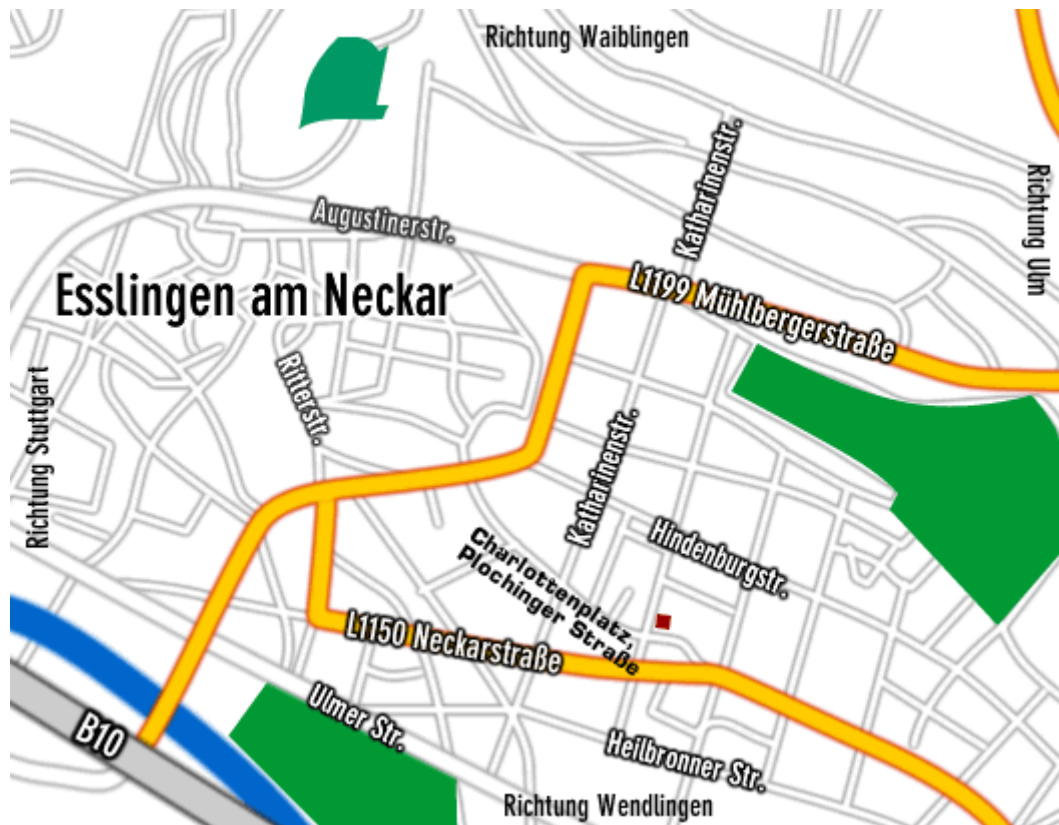 Richtung Waiblingen
Katharinenstr.
Richtung Ulm
Augustinerstr.
L1199 Mühlbergerstraße
Esslingen am Neckar
Ritterstr.
Richtung Stuttgart
Katharinenstr.
Hindenburgstr.
Charlottenplatz,
Plochinger Straße
L1150 Neckarstraße
Ulmer Str.
B10
Heilbronner Str.
Richtung Wendlingen